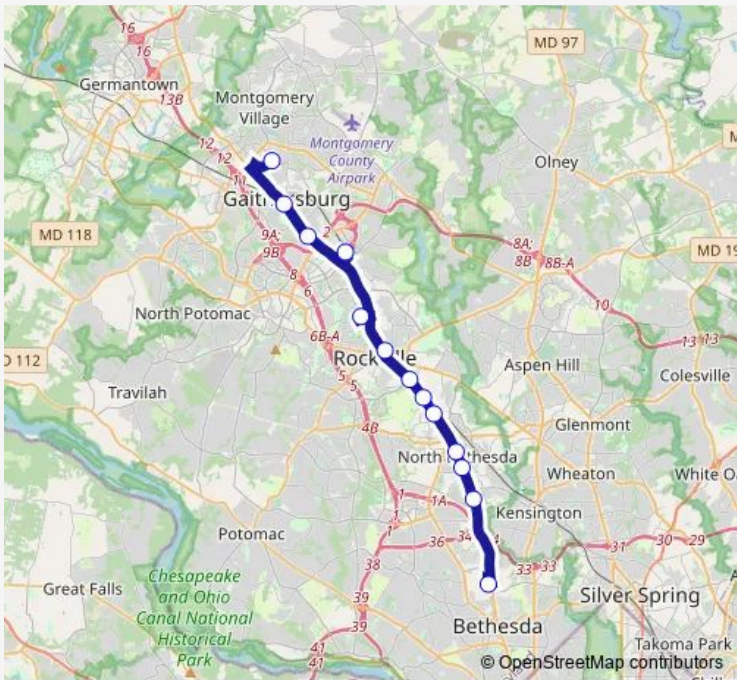 16
16
MD 97
Germantown
13B
Montgomery
Village
12
12
11
Montgomery
County
Airpark
Olney
Gaithersburg
MD 118
2
9A;
9B
8A;
8B
8B-A
MD 19
8
6
10
North Potomac
6B-A
13 13
D 112
Rockville
5
5
Aspen Hill
Colesville
Travilah
4B
Glenmont
North Bethesda
Wheaton
White Oa
1
1A
1
1
Kensington
Potomac
36
34
4
31
30
29
38
33
33
Great Falls
Chesapeake
and Ohio
Canal National
Historical
Park
39
39
Silver Spring
41
41
Bethesda
Takoma Park
© OpenStreetMap contributors